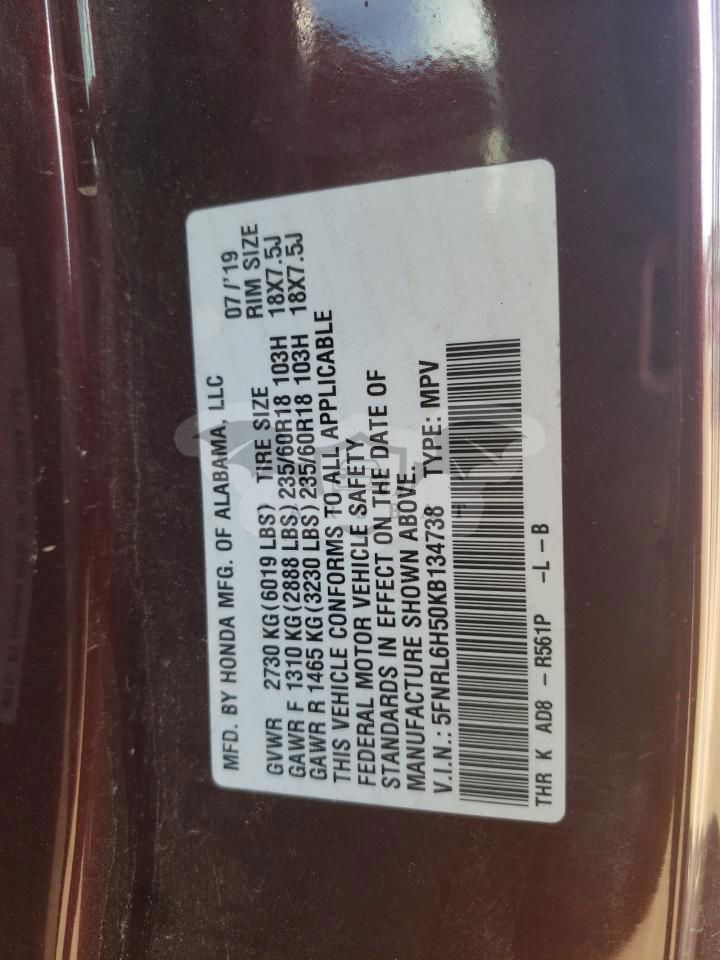 MFD. BY HONDA MFG. OF ALABAMA, LLC 07/'19
GVWR 2730 KG(6019 LBS) TIRE SIZE RIM SIZE
GAWR F 1310 KG(2888 LBS) 235/60R18 103H 18X7.5J
GAWR R 1465 KG(3230 LBS) 235/60R18 103H 18X7.5J
THIS VEHICLE CONFORMS TO ALL APPLICABLE
FEDERAL MOTOR VEHICLE SAFETY
STANDARDS IN EFFECT ON THE DATE OF
MANUFACTURE SHOWN ABOVE.
V.I.N.: 5FNRL6H50KB134738 TYPE: MPV
THR K AD8 - R561P -L-B